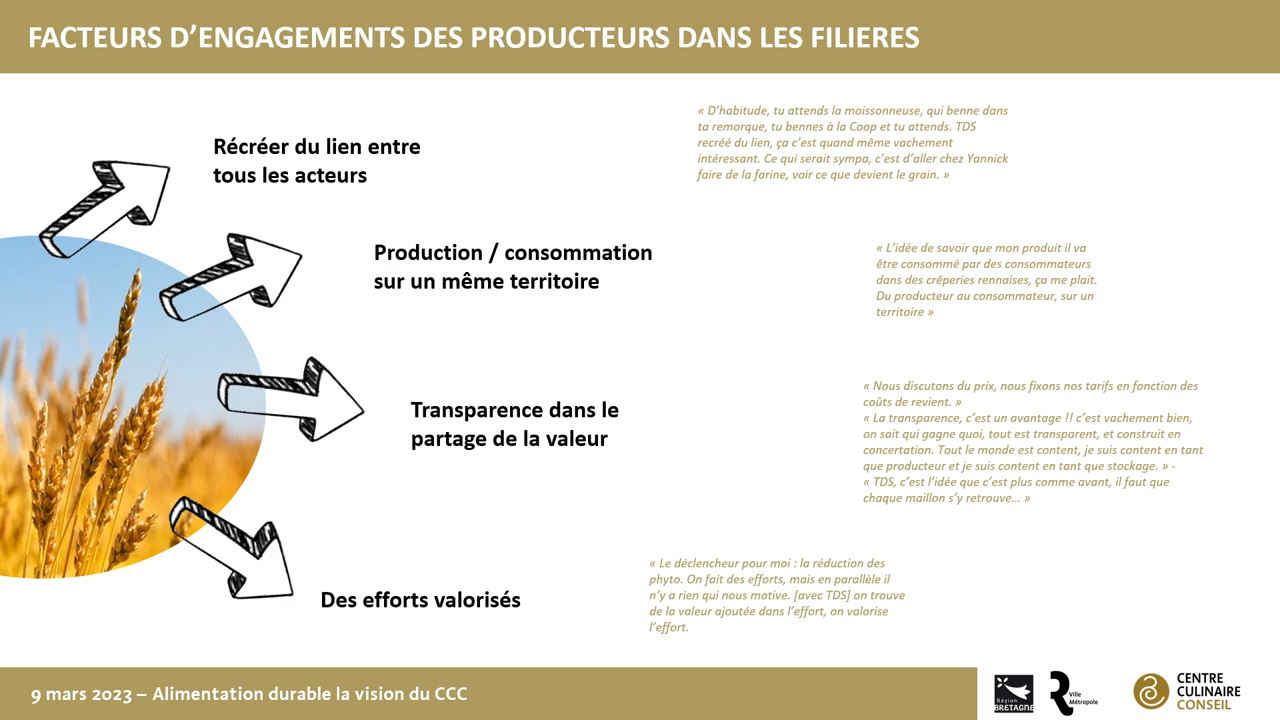 FACTEURS D’ENGAGEMENTS DES PRODUCTEURS DANS LES FILIERES
Récréer du lien entre
tous les acteurs
« D’habitude, tu attends la moissonneuse, qui benne dans
ta remorque, tu bennes à la Coop et tu attends. TDS
recréé du lien, ça c’est quand même vachement
intéressant. Ce qui serait sympa, c’est d’aller chez Yannick
faire de la farine, voir ce que devient le grain. »
Production / consommation
sur un même territoire
« L’idée de savoir que mon produit il va
être consommé par des consommateurs
dans des crêperies rennaises, ça me plait.
Du producteur au consommateur, sur un
territoire »
Transparence dans le
partage de la valeur
« Nous discutons du prix, nous fixons nos tarifs en fonction des
coûts de revient. »
« La transparence, c’est un avantage !! c’est vachement bien,
on sait qui gagne quoi, tout est transparent, et construit en
concertation. Tout le monde est content, je suis content en tant
que producteur et je suis content en tant que stockage. » -
« TDS, c’est l’idée que c’est plus comme avant, il faut que
chaque maillon s’y retrouve… »
Des efforts valorisés
« Le déclencheur pour moi : la réduction des
phyto. On fait des efforts, mais en parallèle il
n’y a rien qui nous motive. [avec TDS] on trouve
de la valeur ajoutée dans l’effort, on valorise
l’effort.
9 mars 2023 – Alimentation durable la vision du CCC
Région
BRETAGNE
R
Ville
Métropole
CENTRE
CULINAIRE
CONSEIL